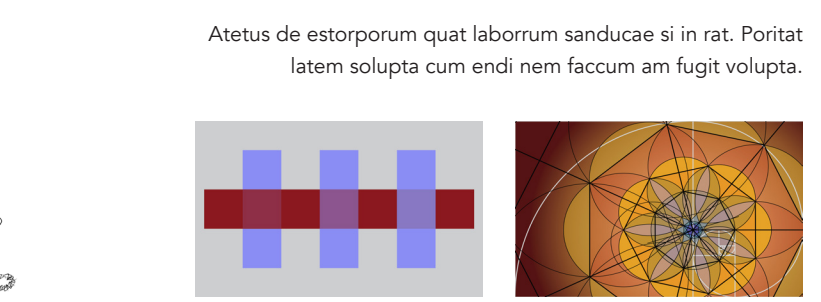 Atetus de estorporum quat laborrum sanducae si in rat. Poritat
latem solupta cum endi nem faccum am fugit volupta.